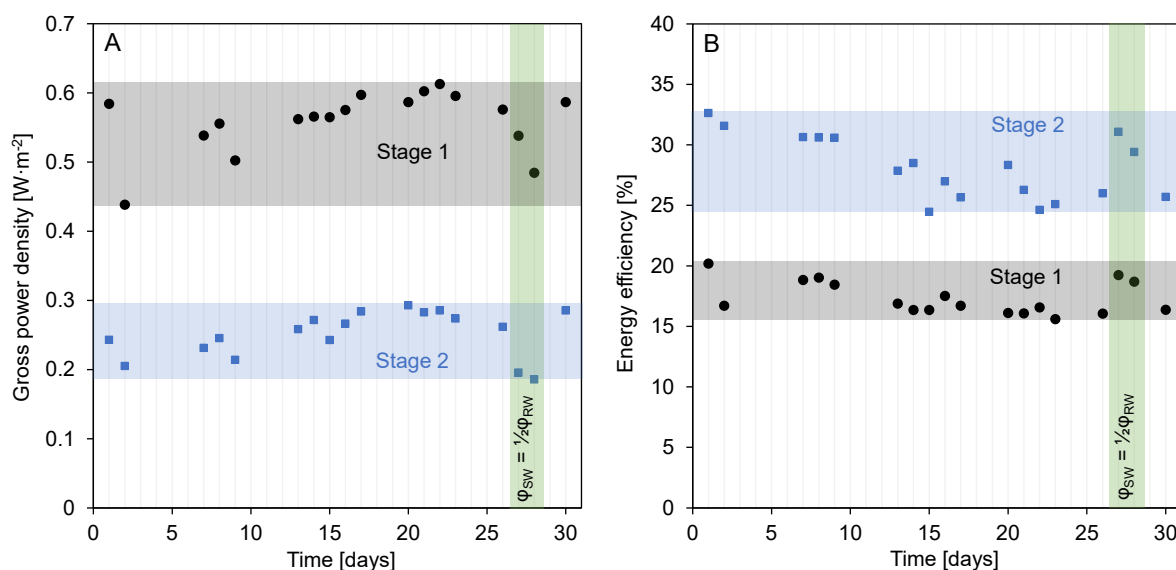 A
Gross power density [W·m⁻²]
0.7
0.6
0.5
0.4
0.3
0.2
0.1
0
Stage 1
Stage 2
φSW = ½φRW
0 5 10 15 20 25 30
Time [days]
B
Energy efficiency [%]
40
35
30
25
20
15
10
5
0
Stage 2
Stage 1
φSW = ½φRW
0 5 10 15 20 25 30
Time [days]